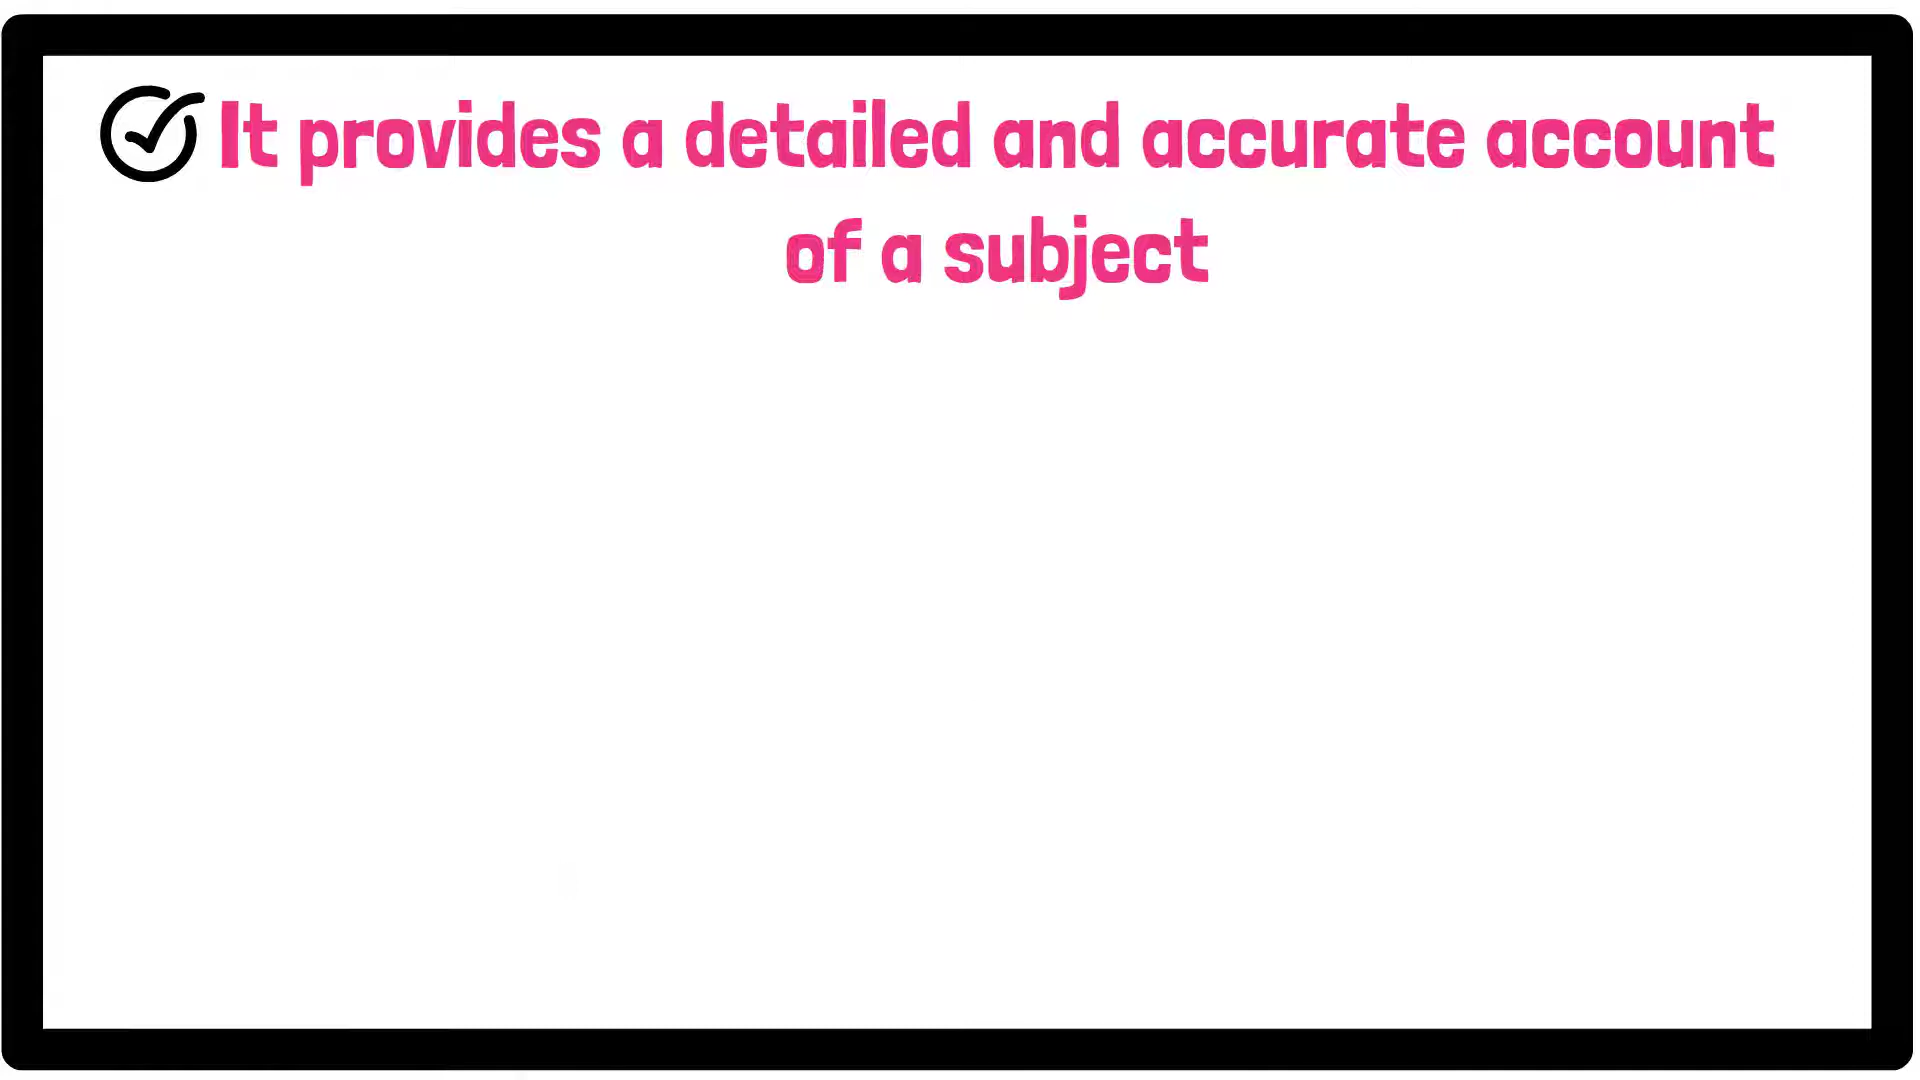 It provides a detailed and accurate account
of a subject